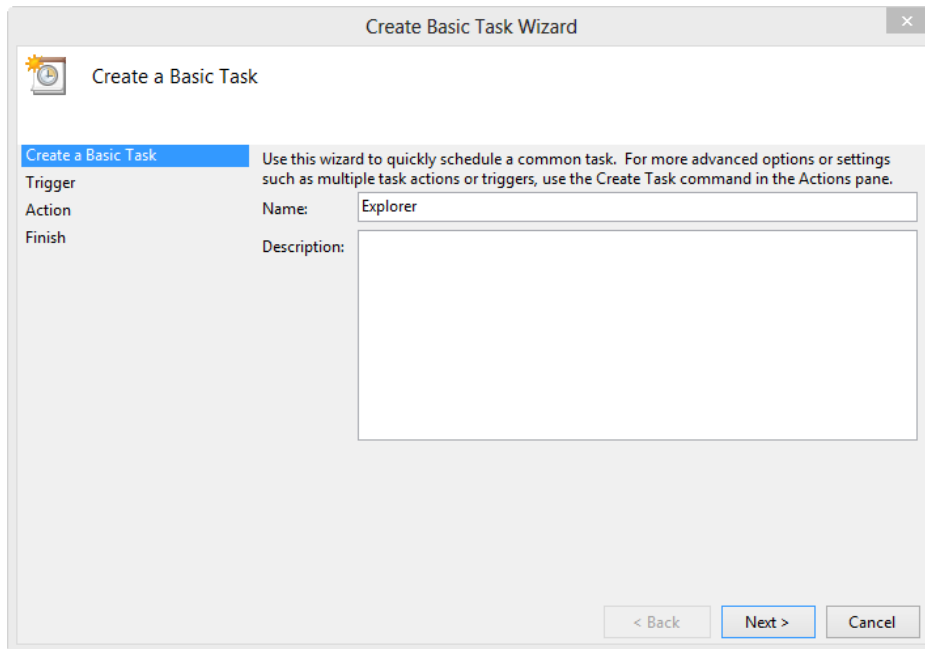 Create Basic Task Wizard
Create a Basic Task
Create a Basic Task
Trigger
Action
Finish
Use this wizard to quickly schedule a common task.  For more advanced options or settings
such as multiple task actions or triggers, use the Create Task command in the Actions pane.
Name:
Explorer
Description:
< Back
Next >
Cancel